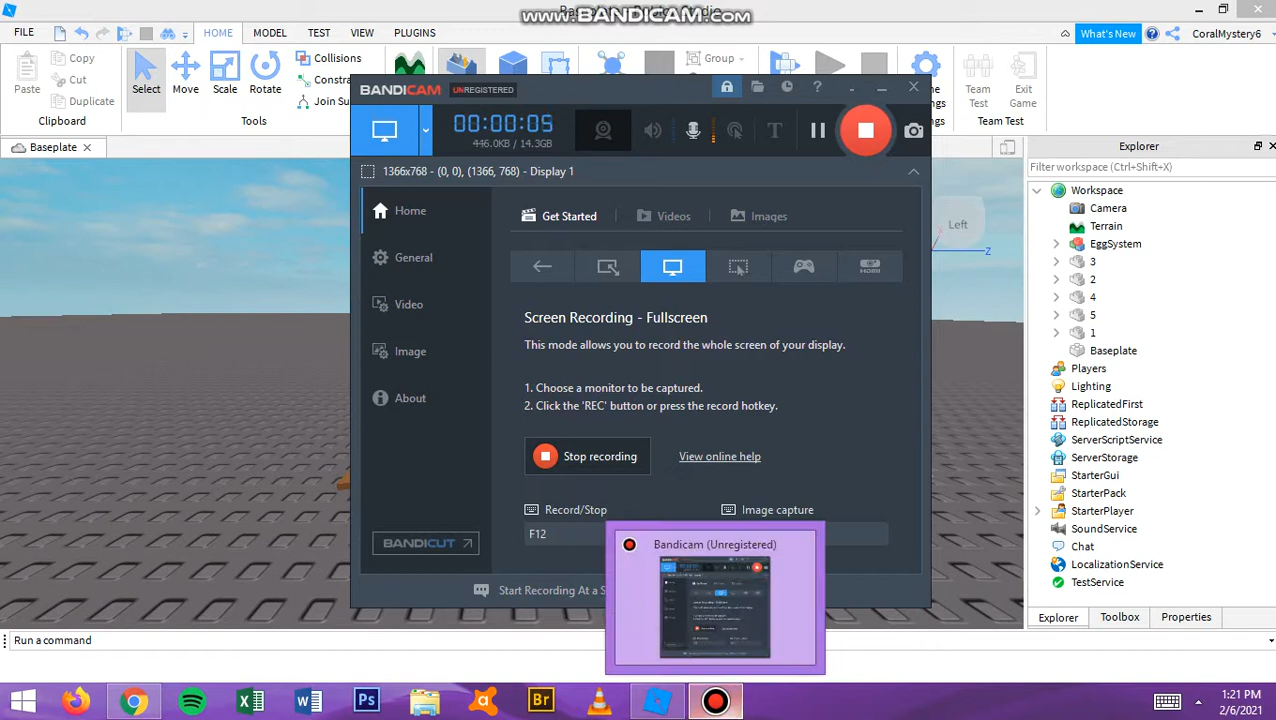 www.BANDICAM.com
FILE HOME MODEL TEST VIEW PLUGINS What's New CoralMystery6
Paste Copy Cut Duplicate Select Move Scale Rotate Collisions Group Team Test Exit Game
Clipboard Tools Team Test
BANDICAM UNREGISTERED
00:00:05
446.0KB / 14.3GB
Baseplate
1366x768 - (0, 0), (1366, 768) - Display 1
Home
General
Video
Image
About
BANDICUT
Get Started Videos Images
HDMI
Screen Recording - Fullscreen
This mode allows you to record the whole screen of your display.
1. Choose a monitor to be captured.
2. Click the 'REC' button or press the record hotkey.
Stop recording View online help
Record/Stop Image capture
F12
Bandicam (Unregistered)
Start Recording At a S
Left
Z
Explorer
Filter workspace (Ctrl+Shift+X)
Workspace
Camera
Terrain
EggSystem
3
2
4
5
1
Baseplate
Players
Lighting
ReplicatedFirst
ReplicatedStorage
ServerScriptService
ServerStorage
StarterGui
StarterPack
StarterPlayer
SoundService
Chat
LocalizationService
TestService
Explorer Toolbox Properties
Run a command
Ps Br
1:21 PM
2/6/2021